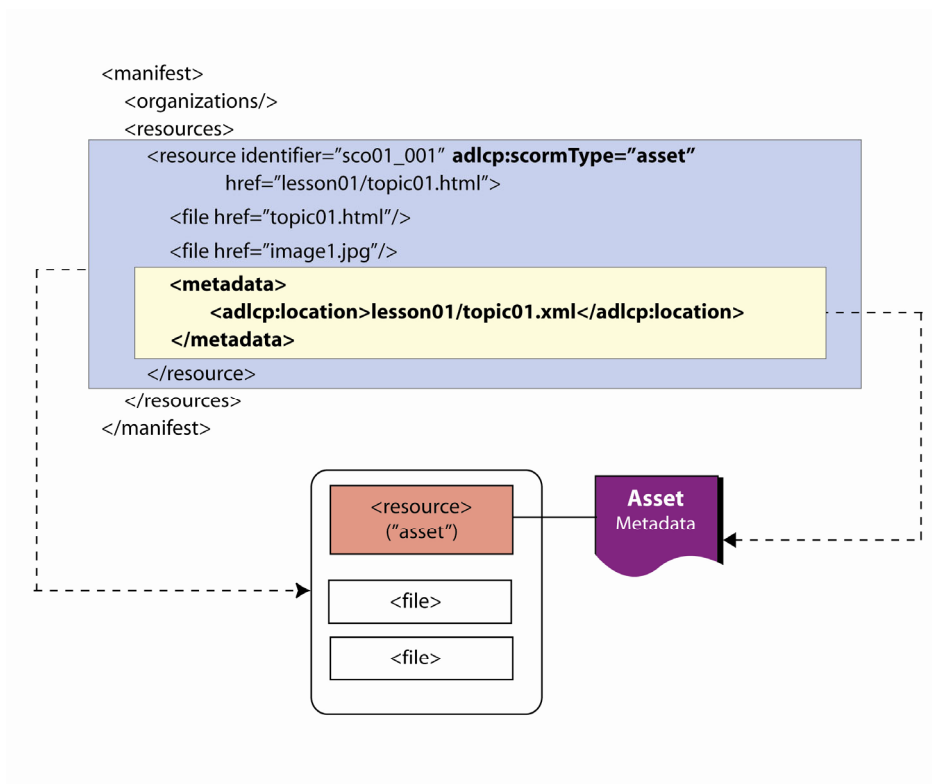 <manifest>
<organizations/>
<resources>
<resource identifier=”sco01_001” adlcp:scormType=”asset”
href=”lesson01/topic01.html”>
<file href=”topic01.html”/>
<file href=”image1.jpg”/>
<metadata>
<adlcp:location>lesson01/topic01.xml</adlcp:location>
</metadata>
</resource>
</resources>
</manifest>
<resource>
(”asset”)
Asset
Metadata
<file>
<file>